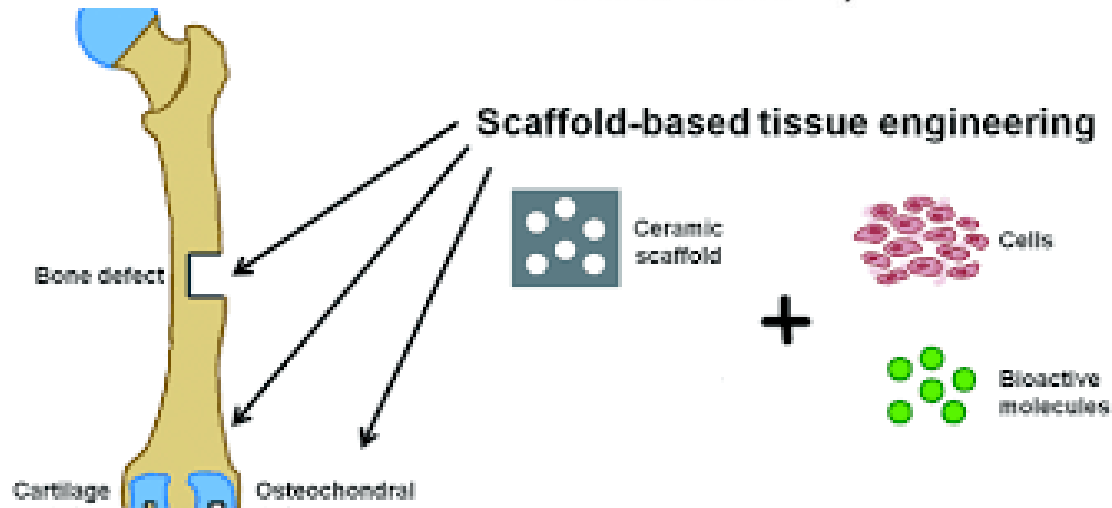 Scaffold-based tissue engineering
Ceramic
scaffold
Cells
Bone defect
Bioactive
molecules
Cartilage
Osteochondral